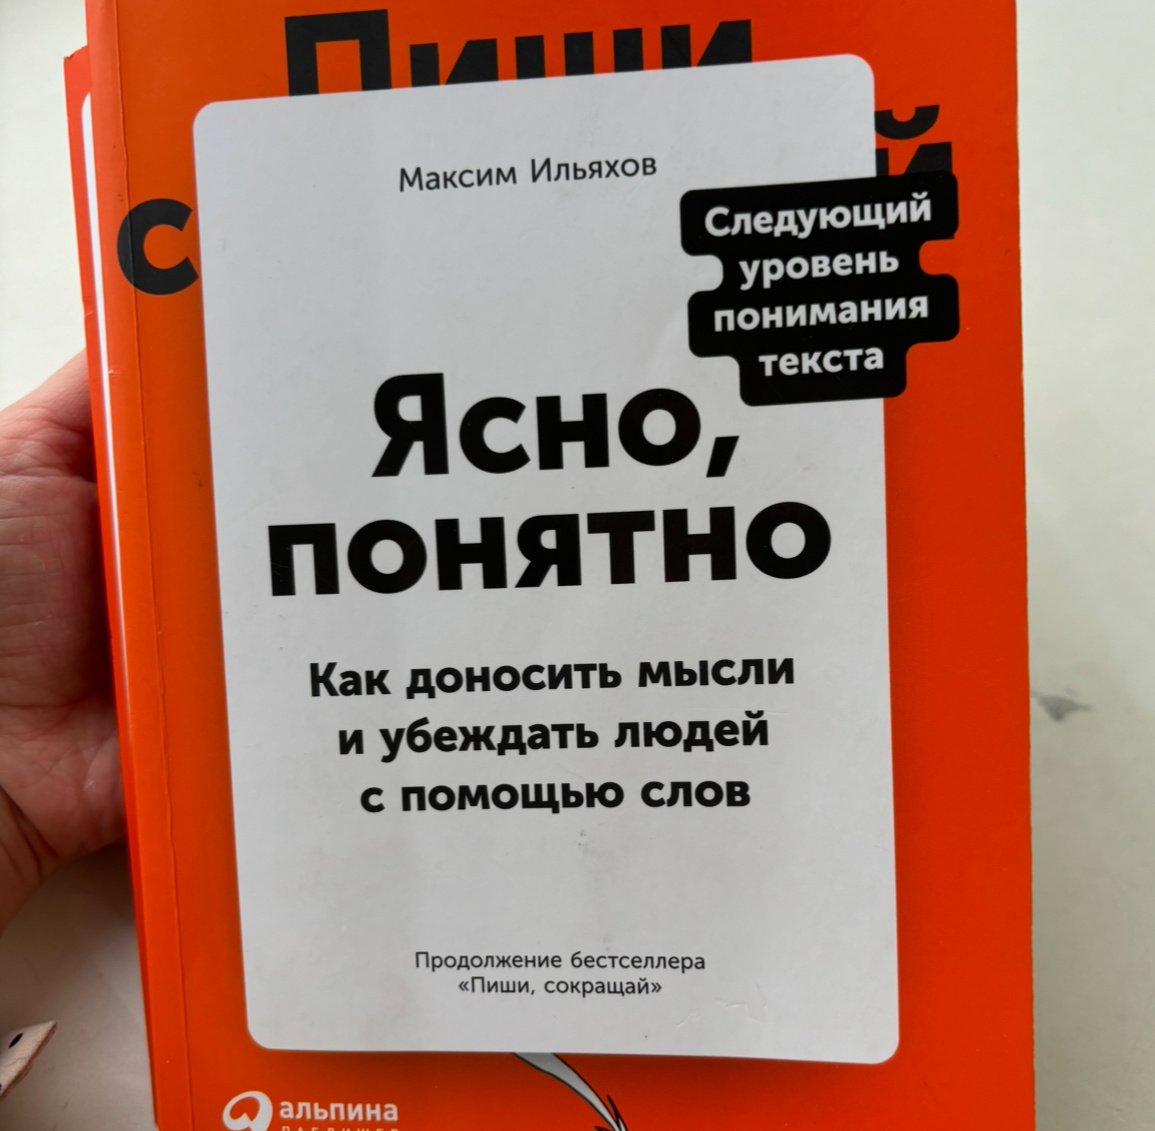 Пиши
с й
Максим Ильяхов
Следующий
уровень
понимания
текста
Ясно,
понятно
Как доносить мысли
и убеждать людей
с помощью слов
Продолжение бестселлера
«Пиши, сокращай»
альпина